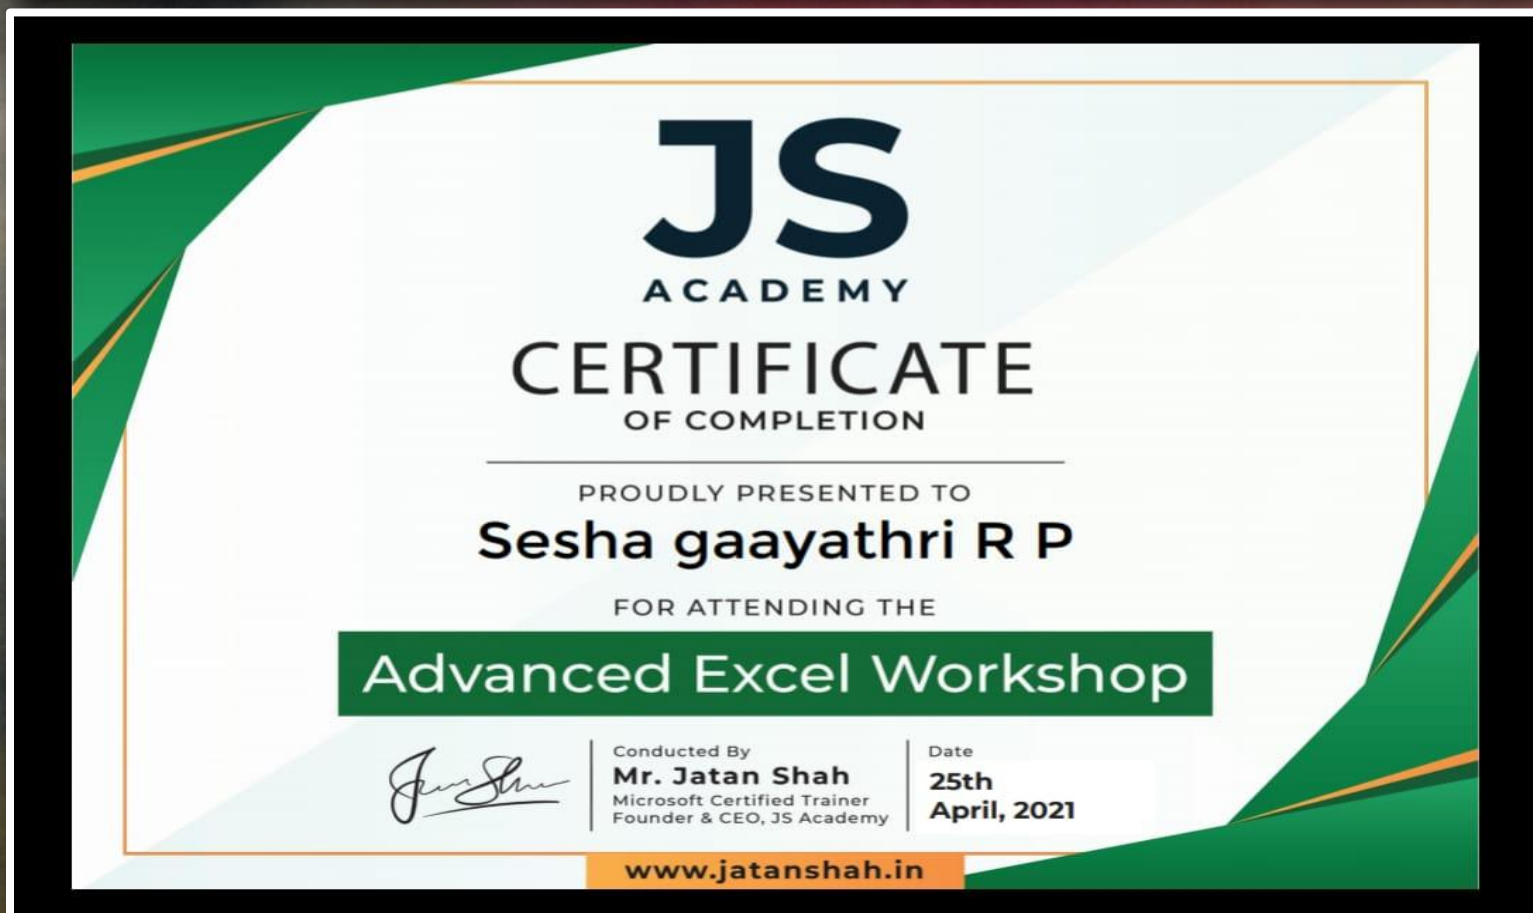 JS
ACADEMY
CERTIFICATE
OF COMPLETION
PROUDLY PRESENTED TO
Sesha gaayathri R P
FOR ATTENDING THE
Advanced Excel Workshop
Conducted By
Mr. Jatan Shah
Microsoft Certified Trainer
Founder & CEO, JS Academy
Date
25th
April, 2021
www.jatanshah.in